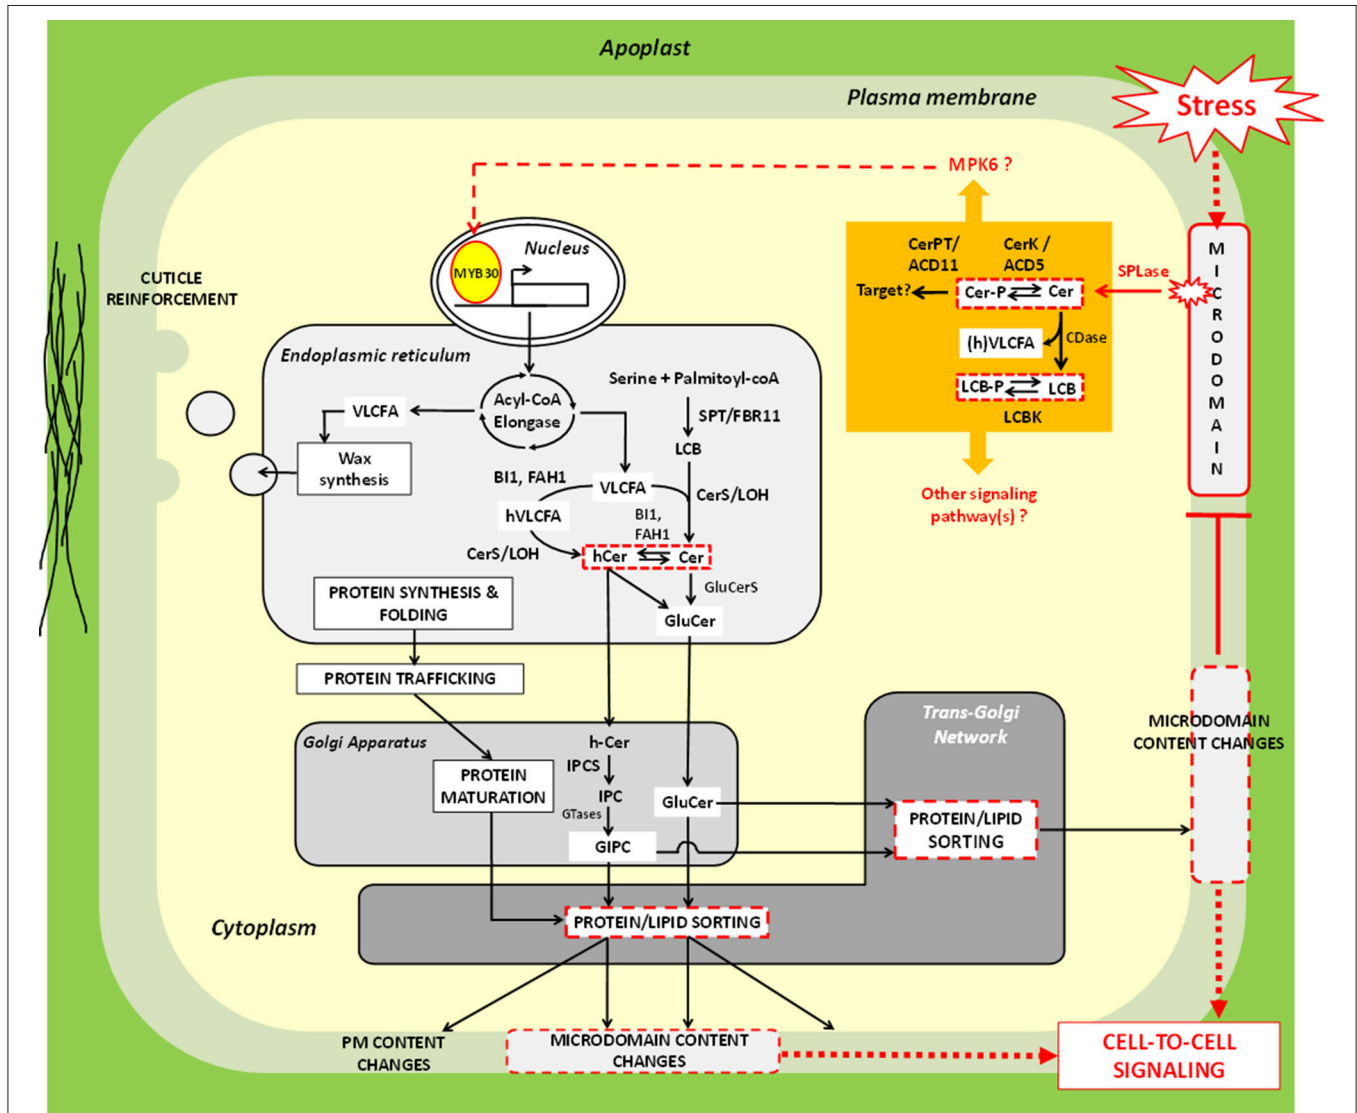 Apoplast
Plasma membrane
Stress
MPK6 ?
Nucleus
MYB30
CerPT/
ACD11
CerK /
ACD5
Target?
Cer-P
Cer
SPLase
(h)VLCFA
CDase
LCB-P
LCB
LCBK
MICRODOMAIN
Other signaling
pathway(s) ?
CUTICLE
REINFORCEMENT
Endoplasmic reticulum
Serine + Palmitoyl-coA
Acyl-CoA
Elongase
VLCFA
SPT/FBR11
LCB
Wax
synthesis
BI1, FAH1
VLCFA
CerS/LOH
hVLCFA
BI1,
FAH1
CerS/LOH
hCer
Cer
GluCerS
GluCer
PROTEIN SYNTHESIS &
FOLDING
PROTEIN TRAFFICKING
Golgi Apparatus
h-Cer
IPCS
IPC
GTases
GIPC
PROTEIN
MATURATION
GluCer
Trans-Golgi
Network
PROTEIN/LIPID
SORTING
MICRODOMAIN
CONTENT CHANGES
Cytoplasm
PROTEIN/LIPID SORTING
PM CONTENT
CHANGES
MICRODOMAIN CONTENT
CHANGES
CELL-TO-CELL
SIGNALING